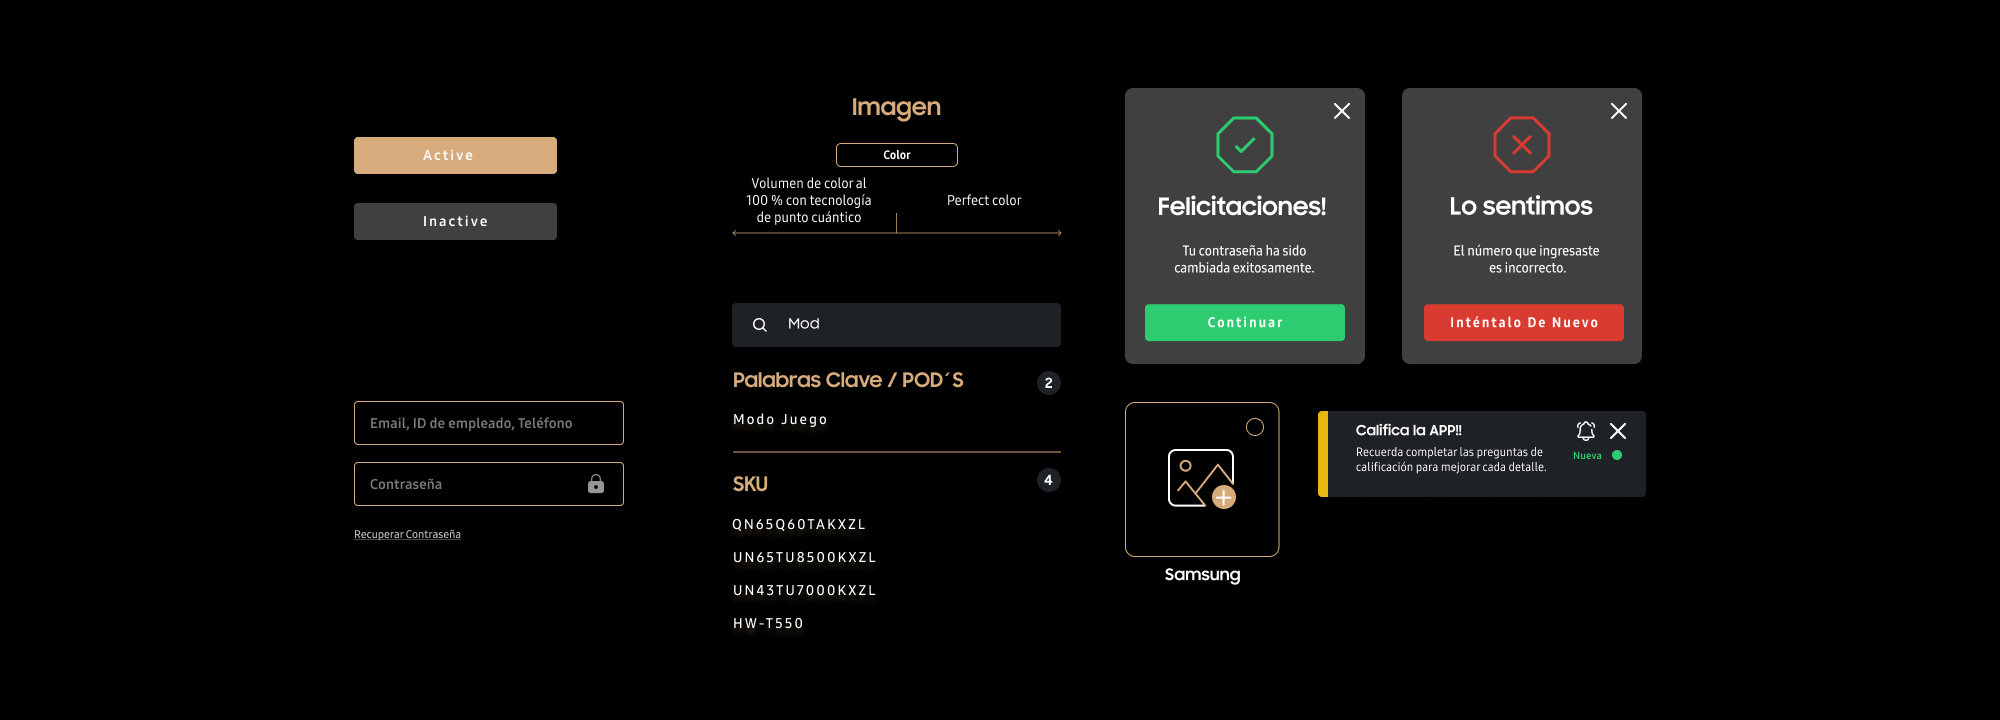 Active
Inactive
Email, ID de empleado, Teléfono
Contraseña
Recuperar Contraseña
Imagen
Color
Volumen de color al
100 % con tecnología
de punto cuántico
Perfect color
Mod
Palabras Clave / POD´S
2
Modo Juego
SKU
4
QN65Q60TAKXZL
UN65TU8500KXZL
UN43TU7000KXZL
HW-T550
Felicitaciones!
Tu contraseña ha sido
cambiada exitosamente.
Continuar
Lo sentimos
El número que ingresaste
es incorrecto.
Inténtalo De Nuevo
Samsung
Califica la APP!!
Recuerda completar las preguntas de
calificación para mejorar cada detalle.
Nueva